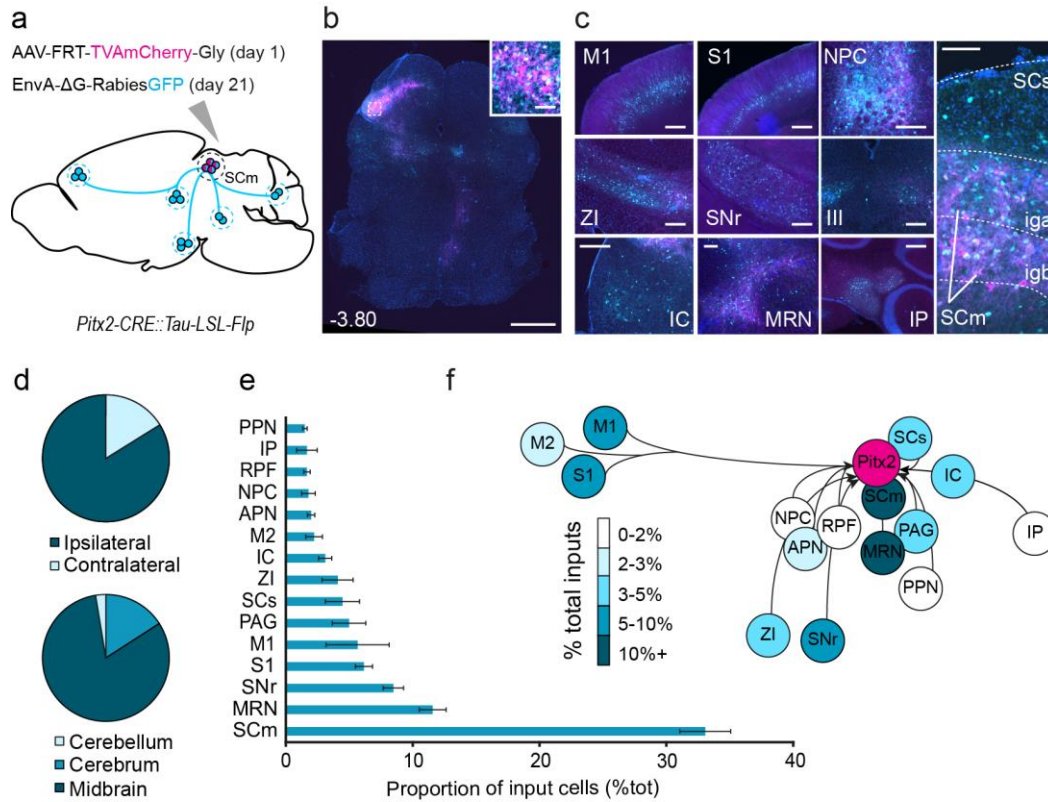 a
AAV-FRT-TVAmCherry-Gly (day 1)
EnvA-ΔG-RabiesGFP (day 21)
SCm
Pitx2-CRE::Tau-LSL-Flp
b
-3.80
c
M1
S1
NPC
SCs
ZI
SNr
III
iga
igb
IC
MRN
IP
SCm
d
Ipsilateral
Contralateral
Cerebellum
Cerebrum
Midbrain
e
PPN
IP
RPF
NPC
APN
M2
IC
ZI
SCs
PAG
M1
S1
SNr
MRN
SCm
0
10
20
30
40
Proportion of input cells (%tot)
f
M1
M2
S1
SCs
Pitx2
IC
SCm
NPC
RPF
PAG
IP
APN
MRN
PPN
ZI
SNr
% total inputs
0-2%
2-3%
3-5%
5-10%
10%+